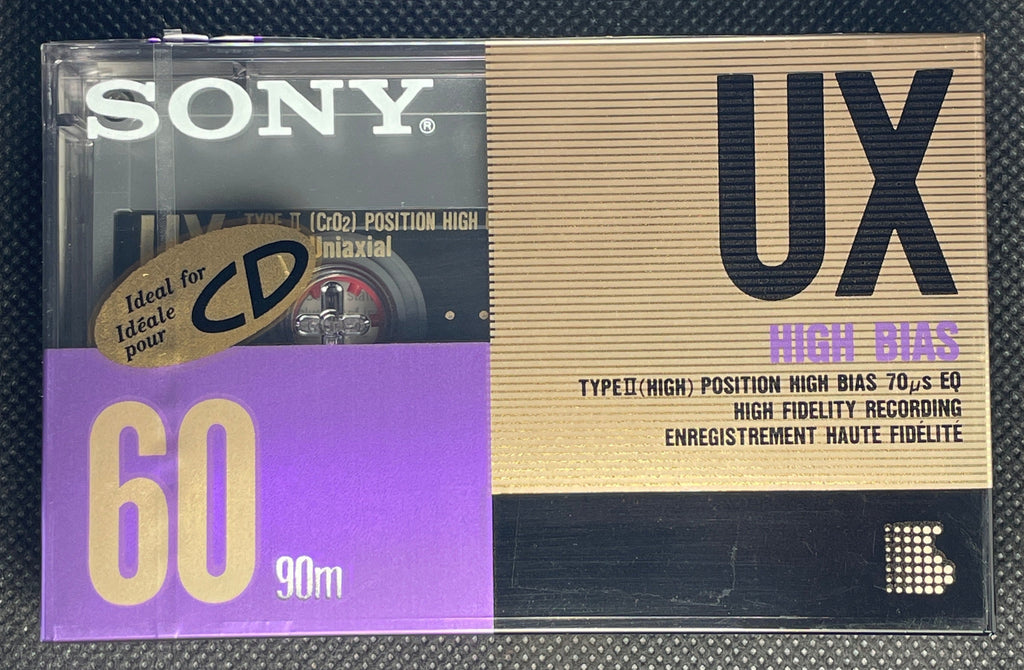 SONY®
UX
TYPE II (CrO2) POSITION HIGH
Uniaxial
Ideal for
Idéale
pour
CD
60
90m
UX
HIGH BIAS
TYPE II (HIGH) POSITION HIGH BIAS 70µs EQ
HIGH FIDELITY RECORDING
ENREGISTREMENT HAUTE FIDÉLITÉ